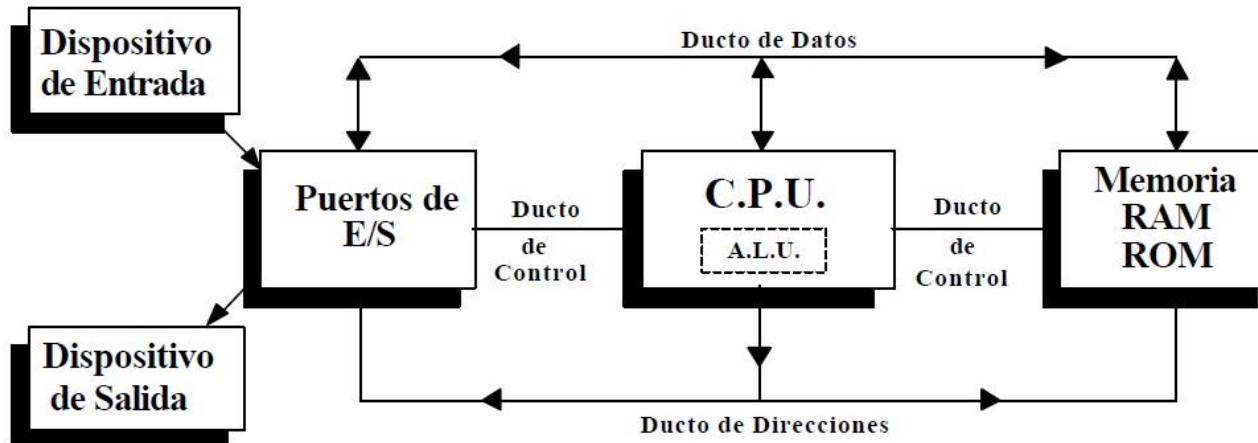 Dispositivo
de Entrada
Ducto de Datos
Puertos de
E/S
Ducto
de
Control
C.P.U.
A.L.U.
Ducto
de
Control
Memoria
RAM
ROM
Dispositivo
de Salida
Ducto de Direcciones